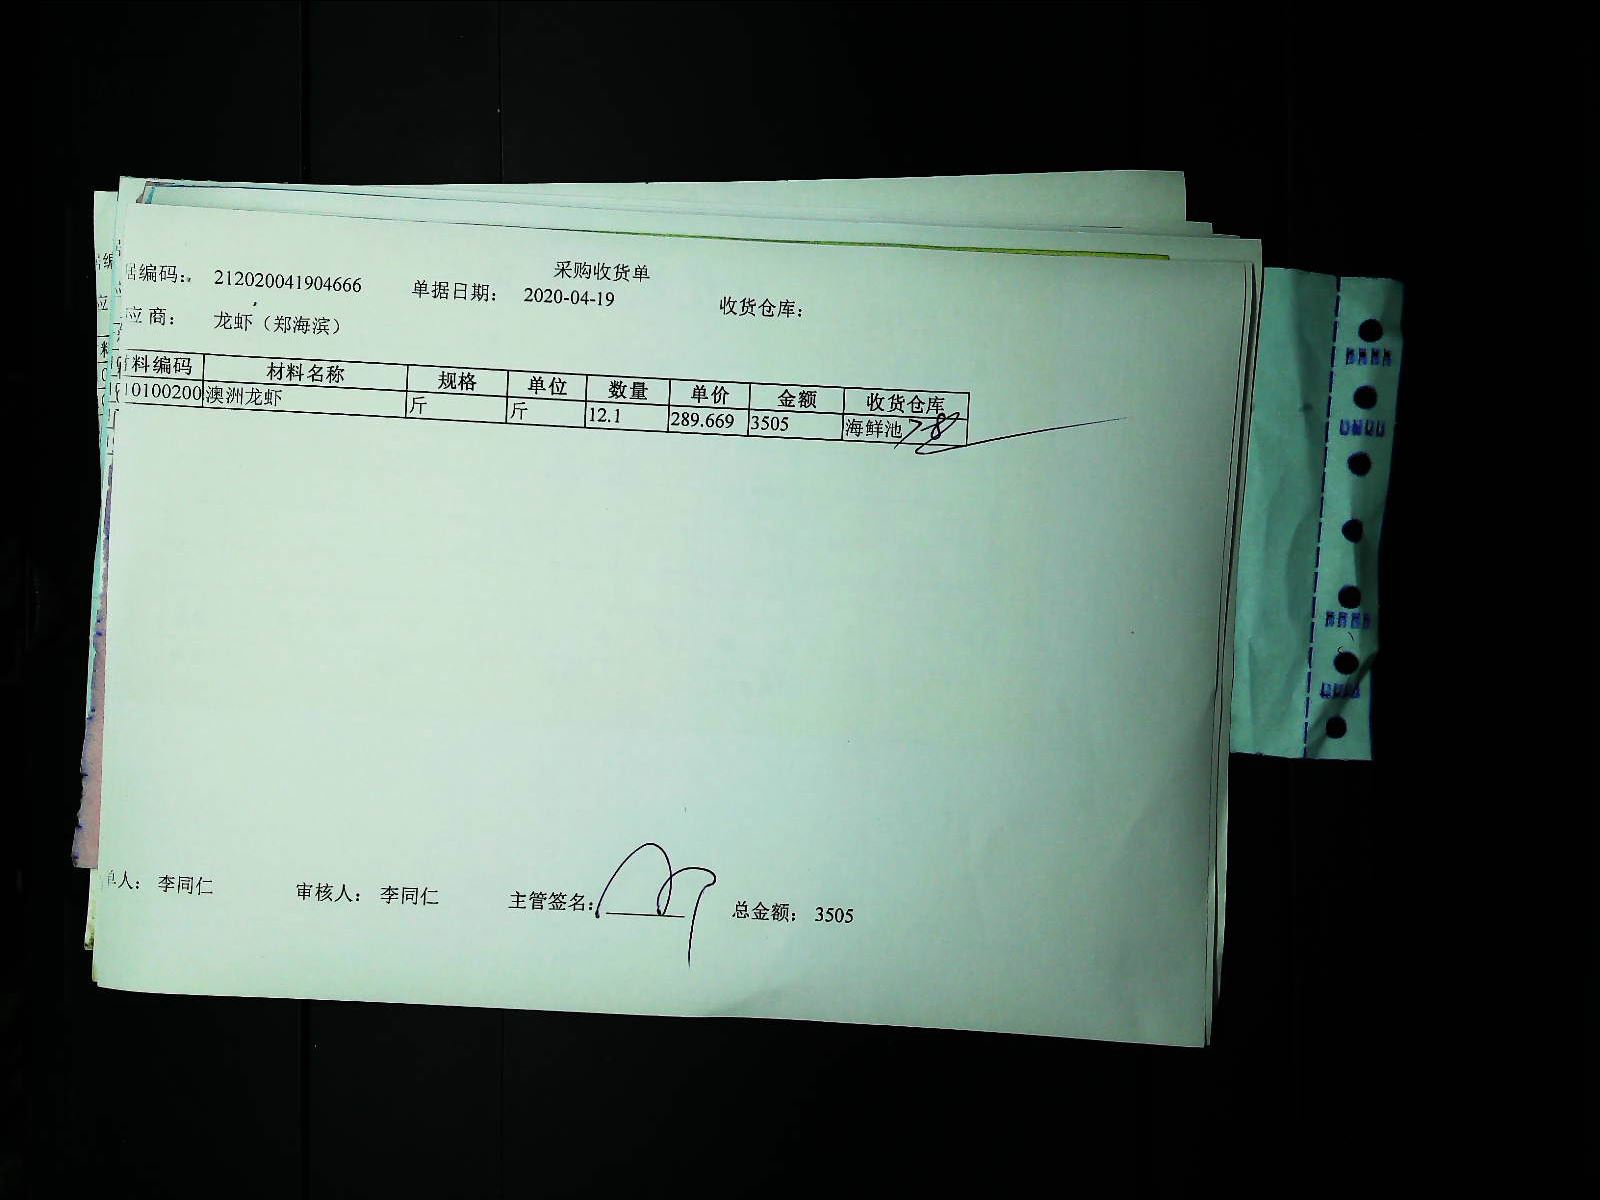 采购收货单
据编码: 212020041904666 单据日期: 2020-04-19 收货仓库:
应商: 龙虾（郑海滨）
料编码 材料名称 规格 单位 数量 单价 金额 收货仓库
10100200 澳洲龙虾 斤 斤 12.1 289.669 3505 海鲜池
单人: 李同仁 审核人: 李同仁 主管签名: 总金额: 3505